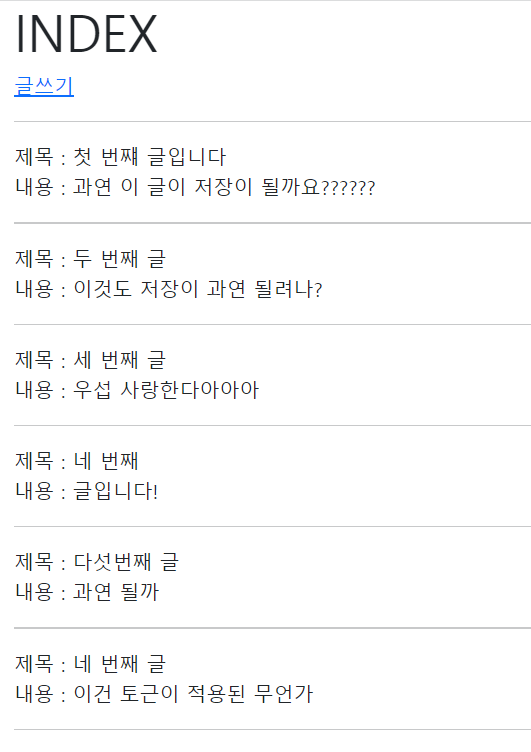 INDEX
글쓰기
제목 : 첫 번쨰 글입니다
내용 : 과연 이 글이 저장이 될까요??????
제목 : 두 번째 글
내용 : 이것도 저장이 과연 될려나?
제목 : 세 번째 글
내용 : 우섭 사랑한다아아아
제목 : 네 번째
내용 : 글입니다!
제목 : 다섯번째 글
내용 : 과연 될까
제목 : 네 번째 글
내용 : 이건 토근이 적용된 무언가